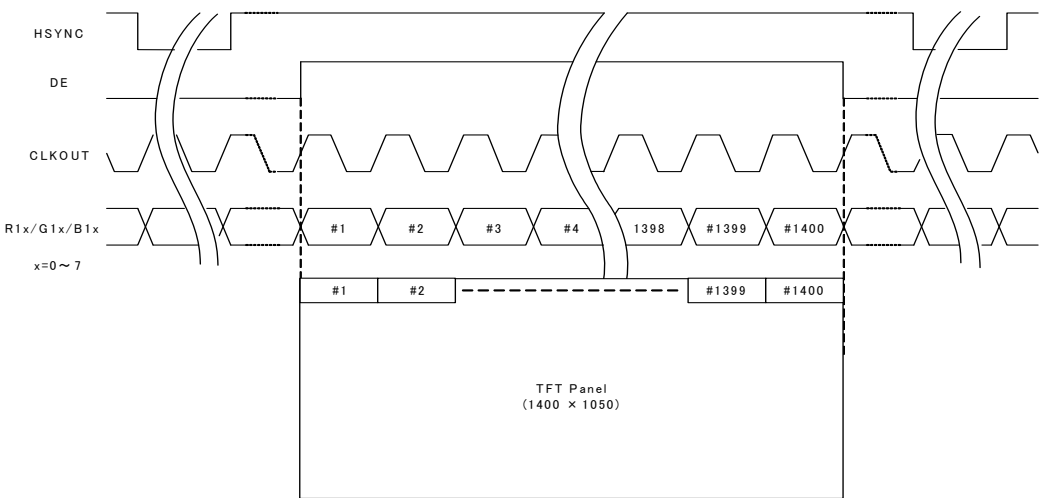 HSYNC
DE
CLKOUT
R1x/G1x/B1x
x=0～7
#1 #2 #3 #4 1398 #1399 #1400
#1 #2 #1399 #1400
TFT Panel
(1400 × 1050)